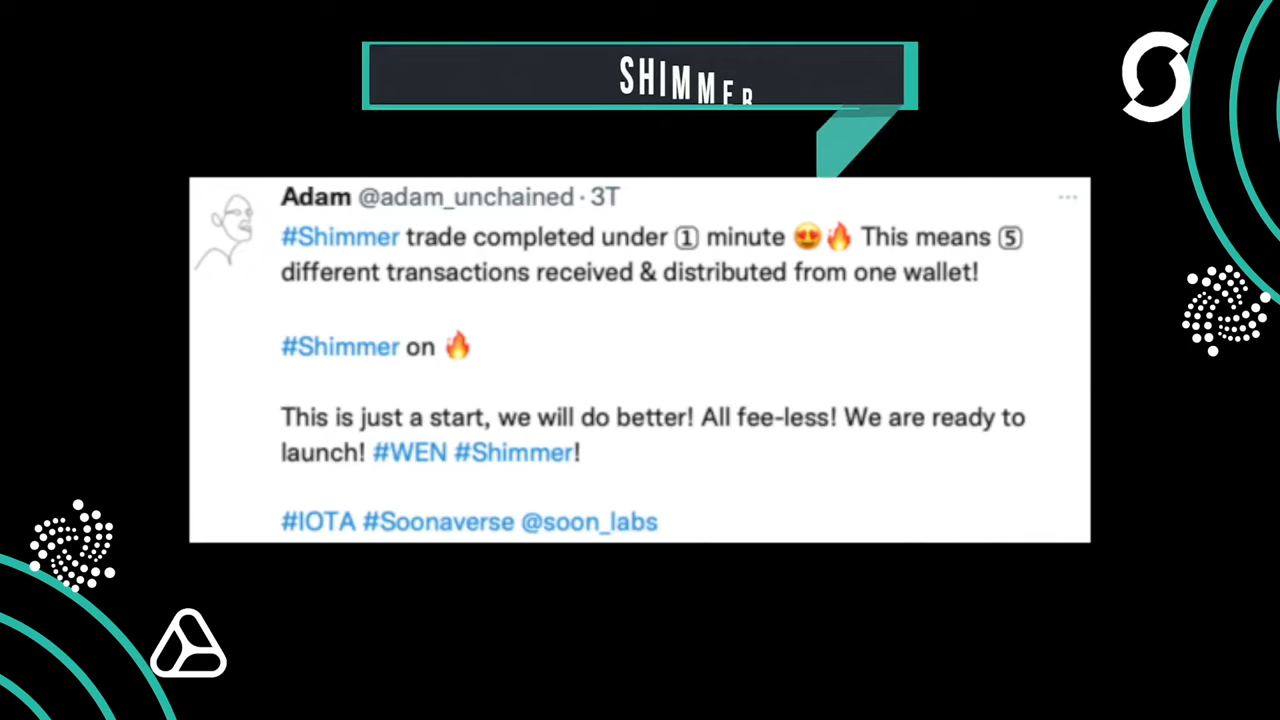 SHIMMER
Adam @adam_unchained · 3T
#Shimmer trade completed under 1️⃣ minute 😍🔥 This means 5️⃣
different transactions received & distributed from one wallet!
#Shimmer on 🔥
This is just a start, we will do better! All fee-less! We are ready to
launch! #WEN #Shimmer!
#IOTA #Soonaverse @soon_labs